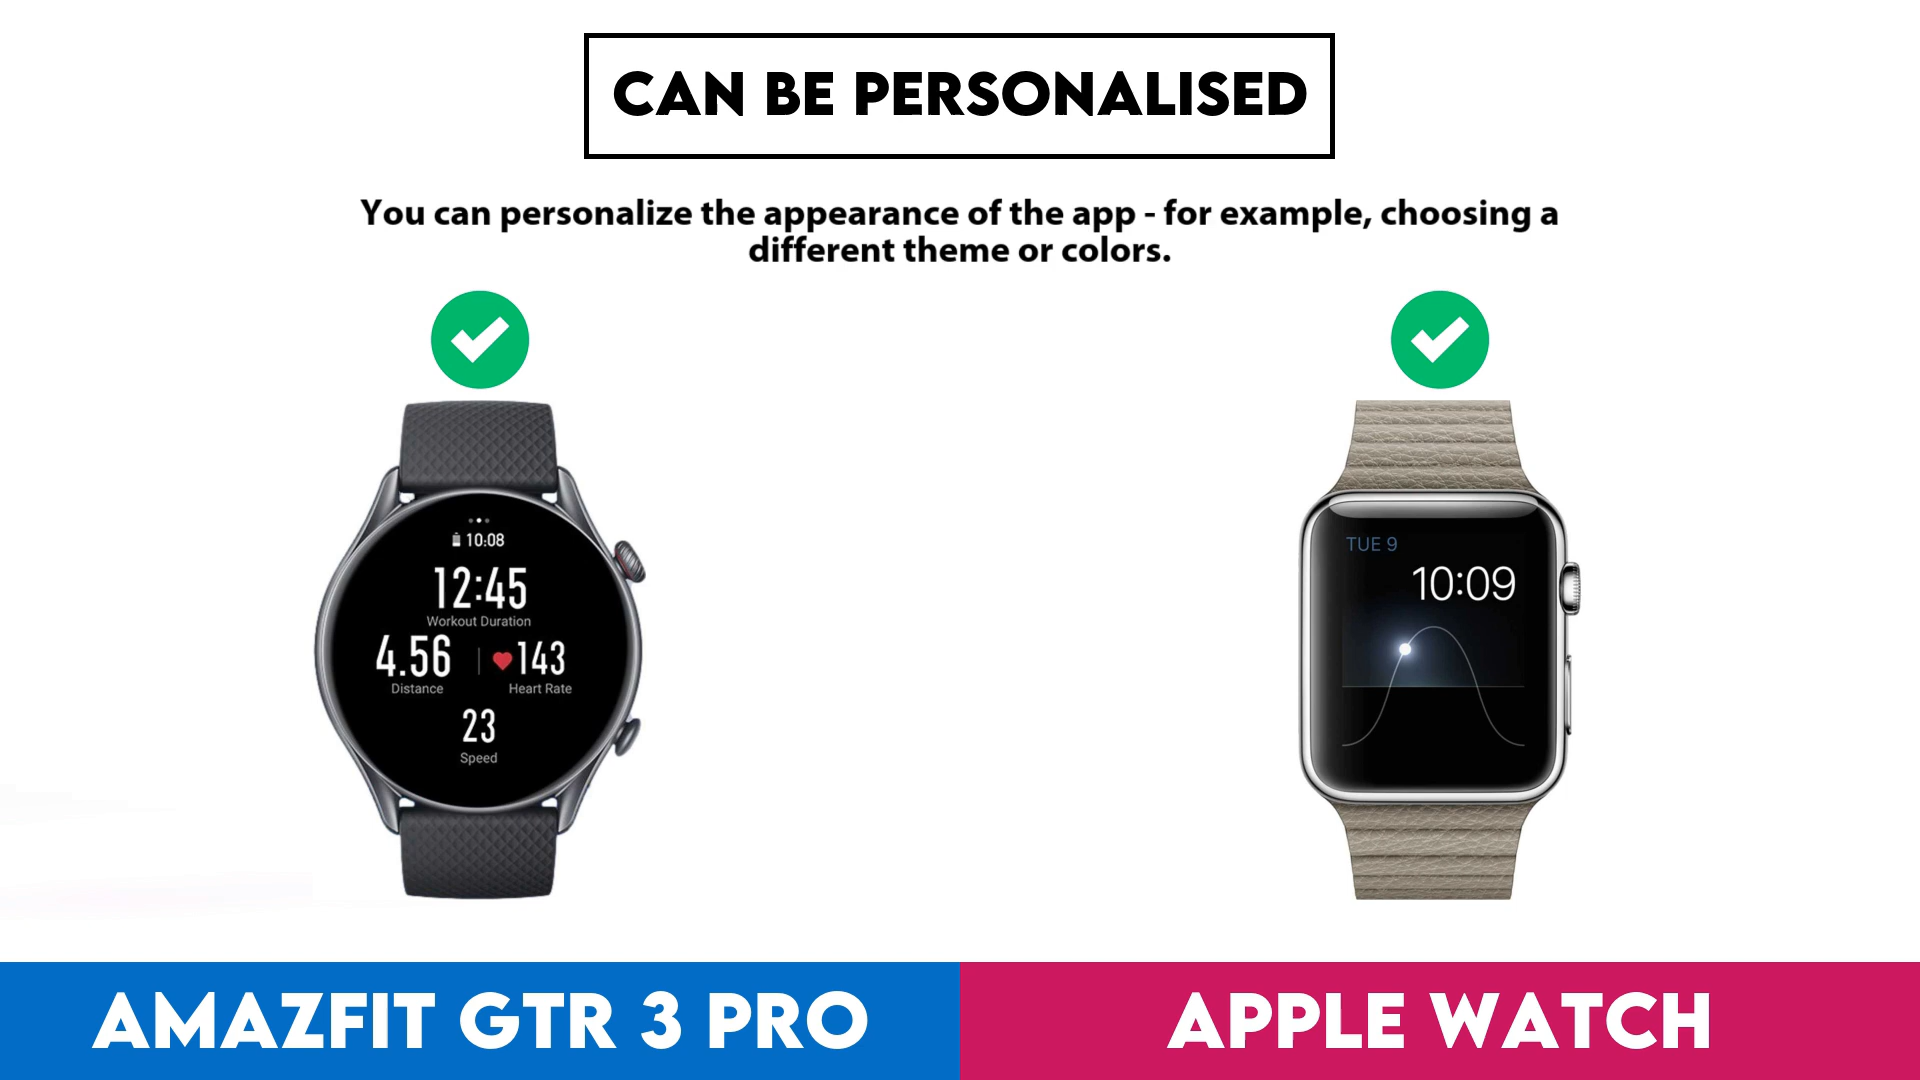 CAN BE PERSONALISED
You can personalize the appearance of the app - for example, choosing a
different theme or colors.
10:08
12:45
Workout Duration
4.56
143
Distance
Heart Rate
23
Speed
TUE 9
10:09
AMAZFIT GTR 3 PRO
APPLE WATCH